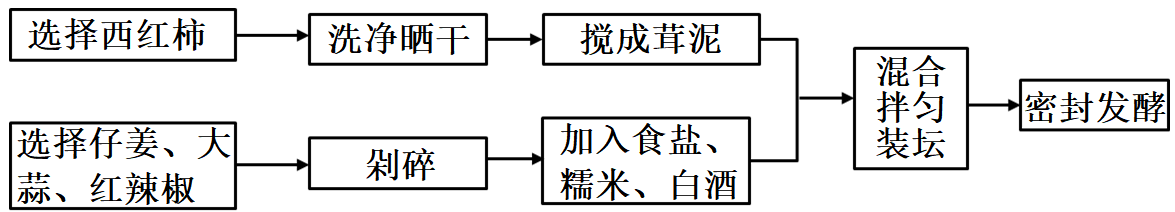 选择西红柿
洗净晒干
搅成茸泥
选择仔姜、大
蒜、红辣椒
剁碎
加入食盐、
糯米、白酒
混合
拌匀
装坛
密封发酵